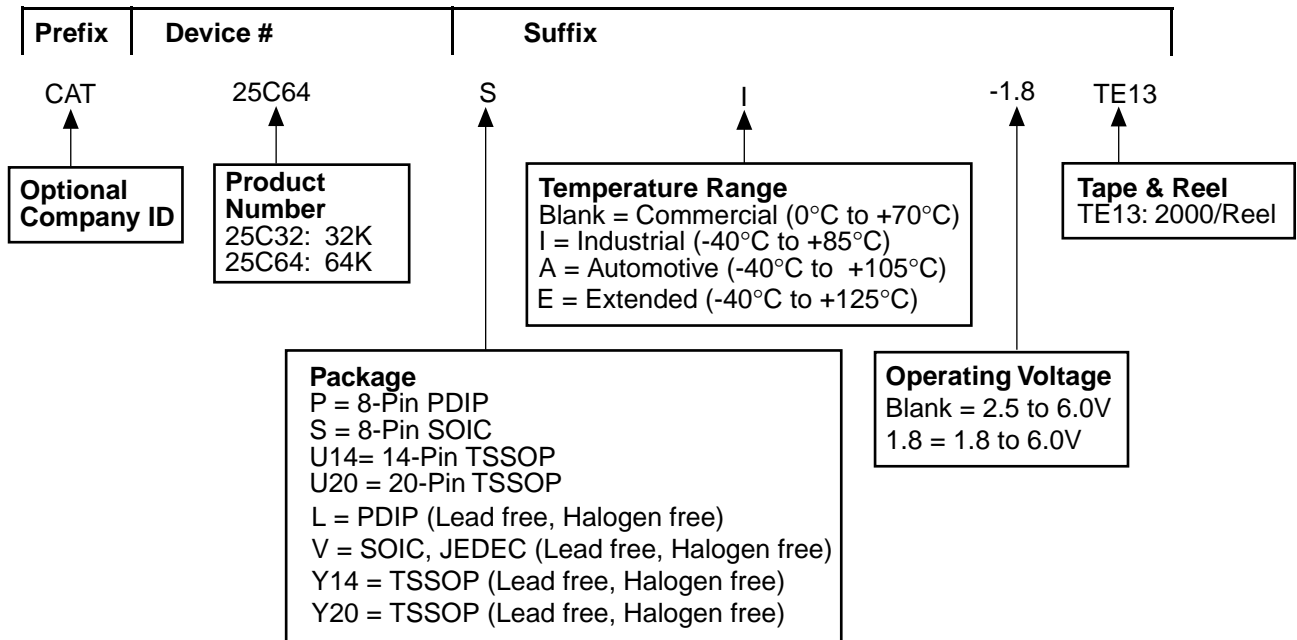 Prefix Device # Suffix
CAT 25C64 S I -1.8 TE13
Optional
Company ID
Product
Number
25C32: 32K
25C64: 64K
Temperature Range
Blank = Commercial (0°C to +70°C)
I = Industrial (-40°C to +85°C)
A = Automotive (-40°C to +105°C)
E = Extended (-40°C to +125°C)
Tape & Reel
TE13: 2000/Reel
Package
P = 8-Pin PDIP
S = 8-Pin SOIC
U14= 14-Pin TSSOP
U20 = 20-Pin TSSOP
L = PDIP (Lead free, Halogen free)
V = SOIC, JEDEC (Lead free, Halogen free)
Y14 = TSSOP (Lead free, Halogen free)
Y20 = TSSOP (Lead free, Halogen free)
Operating Voltage
Blank = 2.5 to 6.0V
1.8 = 1.8 to 6.0V